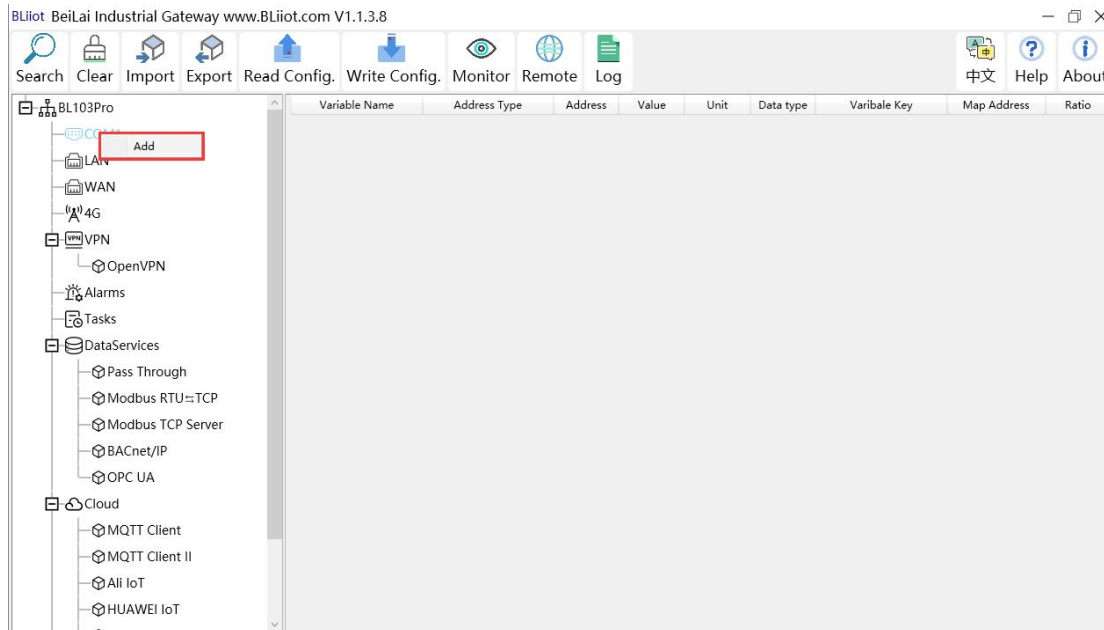 BLiiot BeiLai Industrial Gateway www.BLiiot.com V1.1.3.8
Search Clear Import Export Read Config. Write Config. Monitor Remote Log 中文 Help About
BL103Pro
Variable Name Address Type Address Value Unit Data type Varibale Key Map Address Ratio
Add
LAN
WAN
4G
VPN VPN
OpenVPN
Alarms
Tasks
DataServices
Pass Through
Modbus RTU⇆TCP
Modbus TCP Server
BACnet/IP
OPC UA
Cloud
MQTT Client
MQTT Client II
Ali IoT
HUAWEI IoT